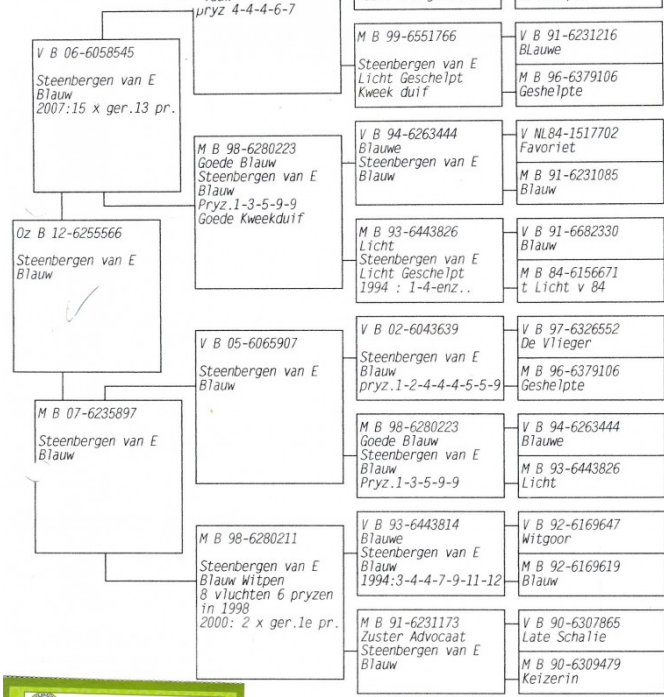 pryz 4-4-4-6-7
V B 06-6058545
Steenbergen van E
Blauw
2007:15 x ger.13 pr.
M B 99-6551766
Steenbergen van E
Licht Geschelpt
Kweek duif
V B 91-6231216
BLauwe
M B 96-6379106
Geshelpte
M B 98-6280223
Goede Blauw
Steenbergen van E
Blauw
Pryz.1-3-5-9-9
Goede Kweekduif
V B 94-6263444
Blauwe
Steenbergen van E
Blauw
V NL84-1517702
Favoriet
M B 91-6231085
Blauw
M B 93-6443826
Licht
Steenbergen van E
Licht Geschelpt
1994 : 1-4-enz..
V B 91-6682330
Blauw
M B 84-6156671
t Licht v 84
Oz B 12-6255566
Steenbergen van E
Blauw
V B 05-6065907
Steenbergen van E
Blauw
V B 02-6043639
Steenbergen van E
Blauw
pryz.1-2-4-4-4-5-5-9
V B 97-6326552
De Vlieger
M B 96-6379106
Geshelpte
M B 07-6235897
Steenbergen van E
Blauw
M B 98-6280223
Goede Blauw
Steenbergen van E
Blauw
Pryz.1-3-5-9-9
V B 94-6263444
Blauwe
M B 93-6443826
Licht
M B 98-6280211
Steenbergen van E
Blauw Witpen
8 vluchten 6 pryzen
in 1998
2000: 2 x ger.1e pr.
V B 93-6443814
Blauwe
Steenbergen van E
Blauw
1994:3-4-4-7-9-11-12
V B 92-6169647
Witgoor
M B 92-6169619
Blauw
M B 91-6231173
Zuster Advocaat
Steenbergen van E
Blauw
V B 90-6307865
Late Schalie
M B 90-6309479
Keizerin